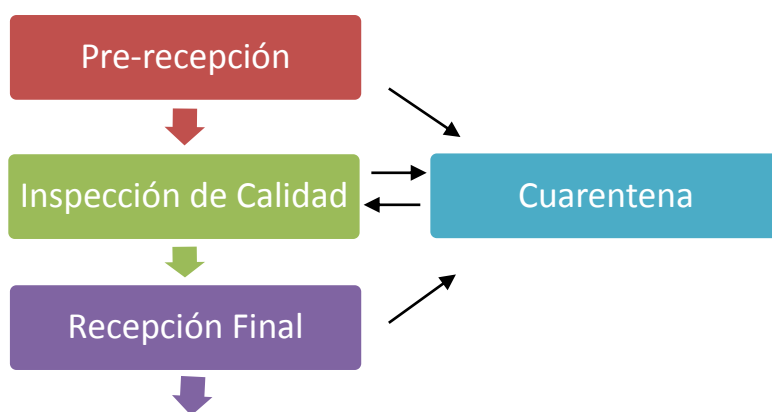 Pre-recepción
Inspección de Calidad
Cuarentena
Recepción Final